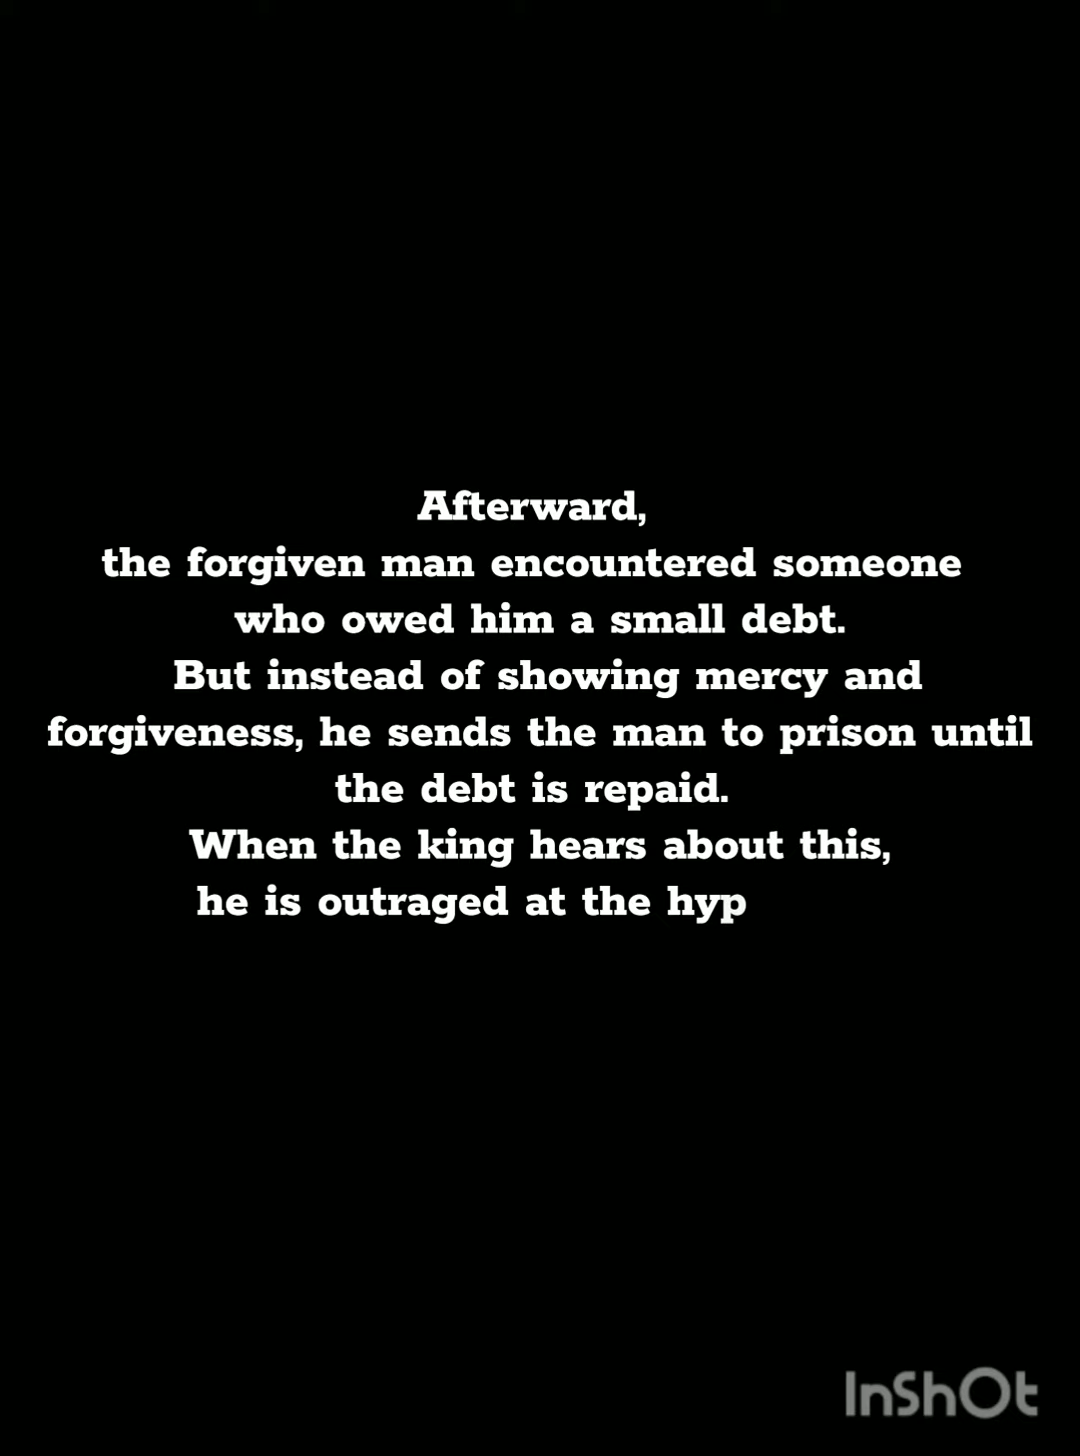 Afterward,
the forgiven man encountered someone
who owed him a small debt.
But instead of showing mercy and
forgiveness, he sends the man to prison until
the debt is repaid.
When the king hears about this,
he is outraged at the hyp
InShOt